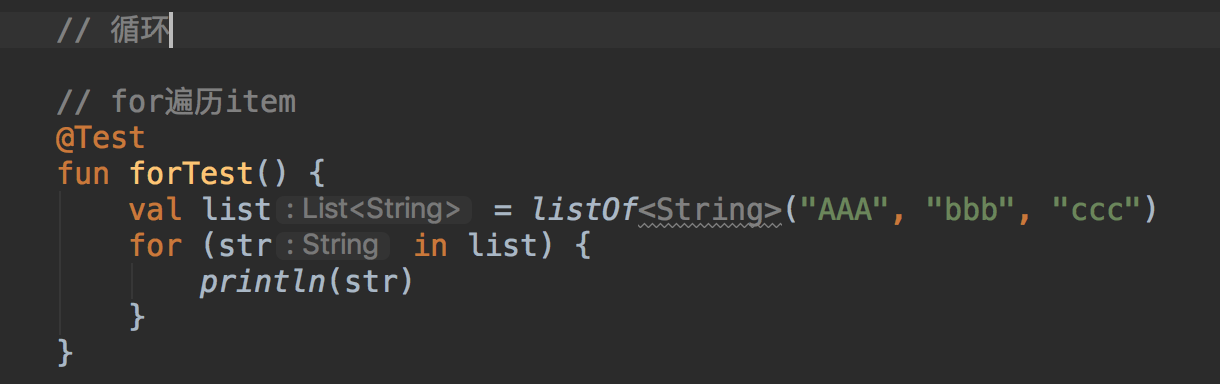 // 循环
// for遍历item
@Test
fun forTest() {
val list : List<String> = listOf<String>("AAA", "bbb", "ccc")
for (str : String in list) {
println(str)
}
}